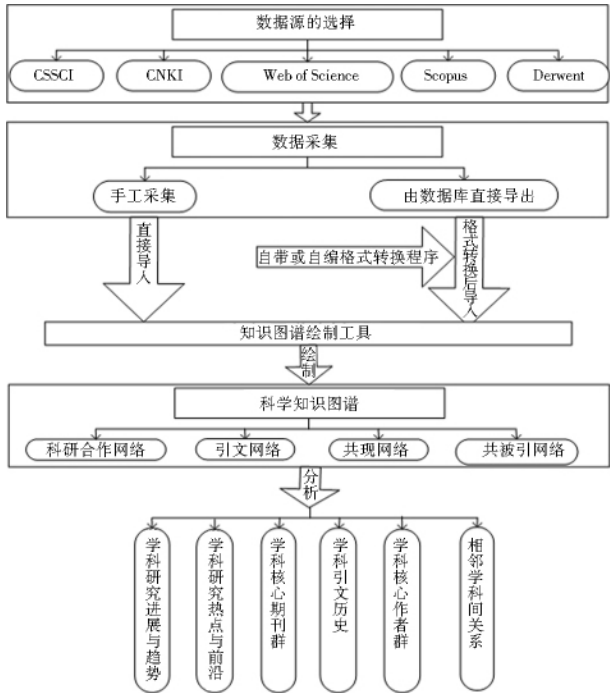 数据源的选择
CSSCI
CNKI
Web of Science
Scopus
Derwent
数据采集
手工采集
由数据库直接导出
直接导入
自带或自编格式转换程序
格式转换后导入
知识图谱绘制工具
绘制
科学知识图谱
科研合作网络
引文网络
共现网络
共被引网络
分析
学科研究进展与趋势
学科研究热点与前沿
学科核心期刊群
学科引文历史
学科核心作者群
相邻学科间关系